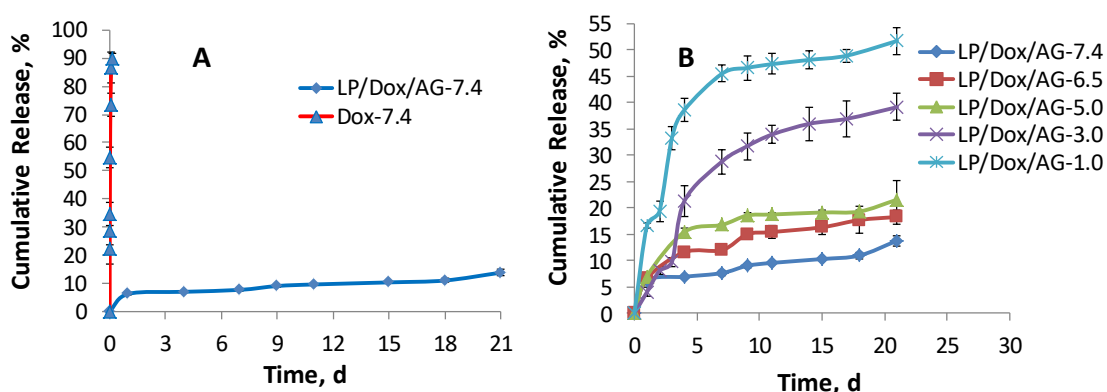 A
Cumulative Release, %
100
90
80
70
60
50
40
30
20
10
0
0 3 6 9 12 15 18 21
Time, d
LP/Dox/AG-7.4
Dox-7.4
B
Cumulative Release, %
55
50
45
40
35
30
25
20
15
10
5
0
0 5 10 15 20 25 30
Time, d
LP/Dox/AG-7.4
LP/Dox/AG-6.5
LP/Dox/AG-5.0
LP/Dox/AG-3.0
LP/Dox/AG-1.0